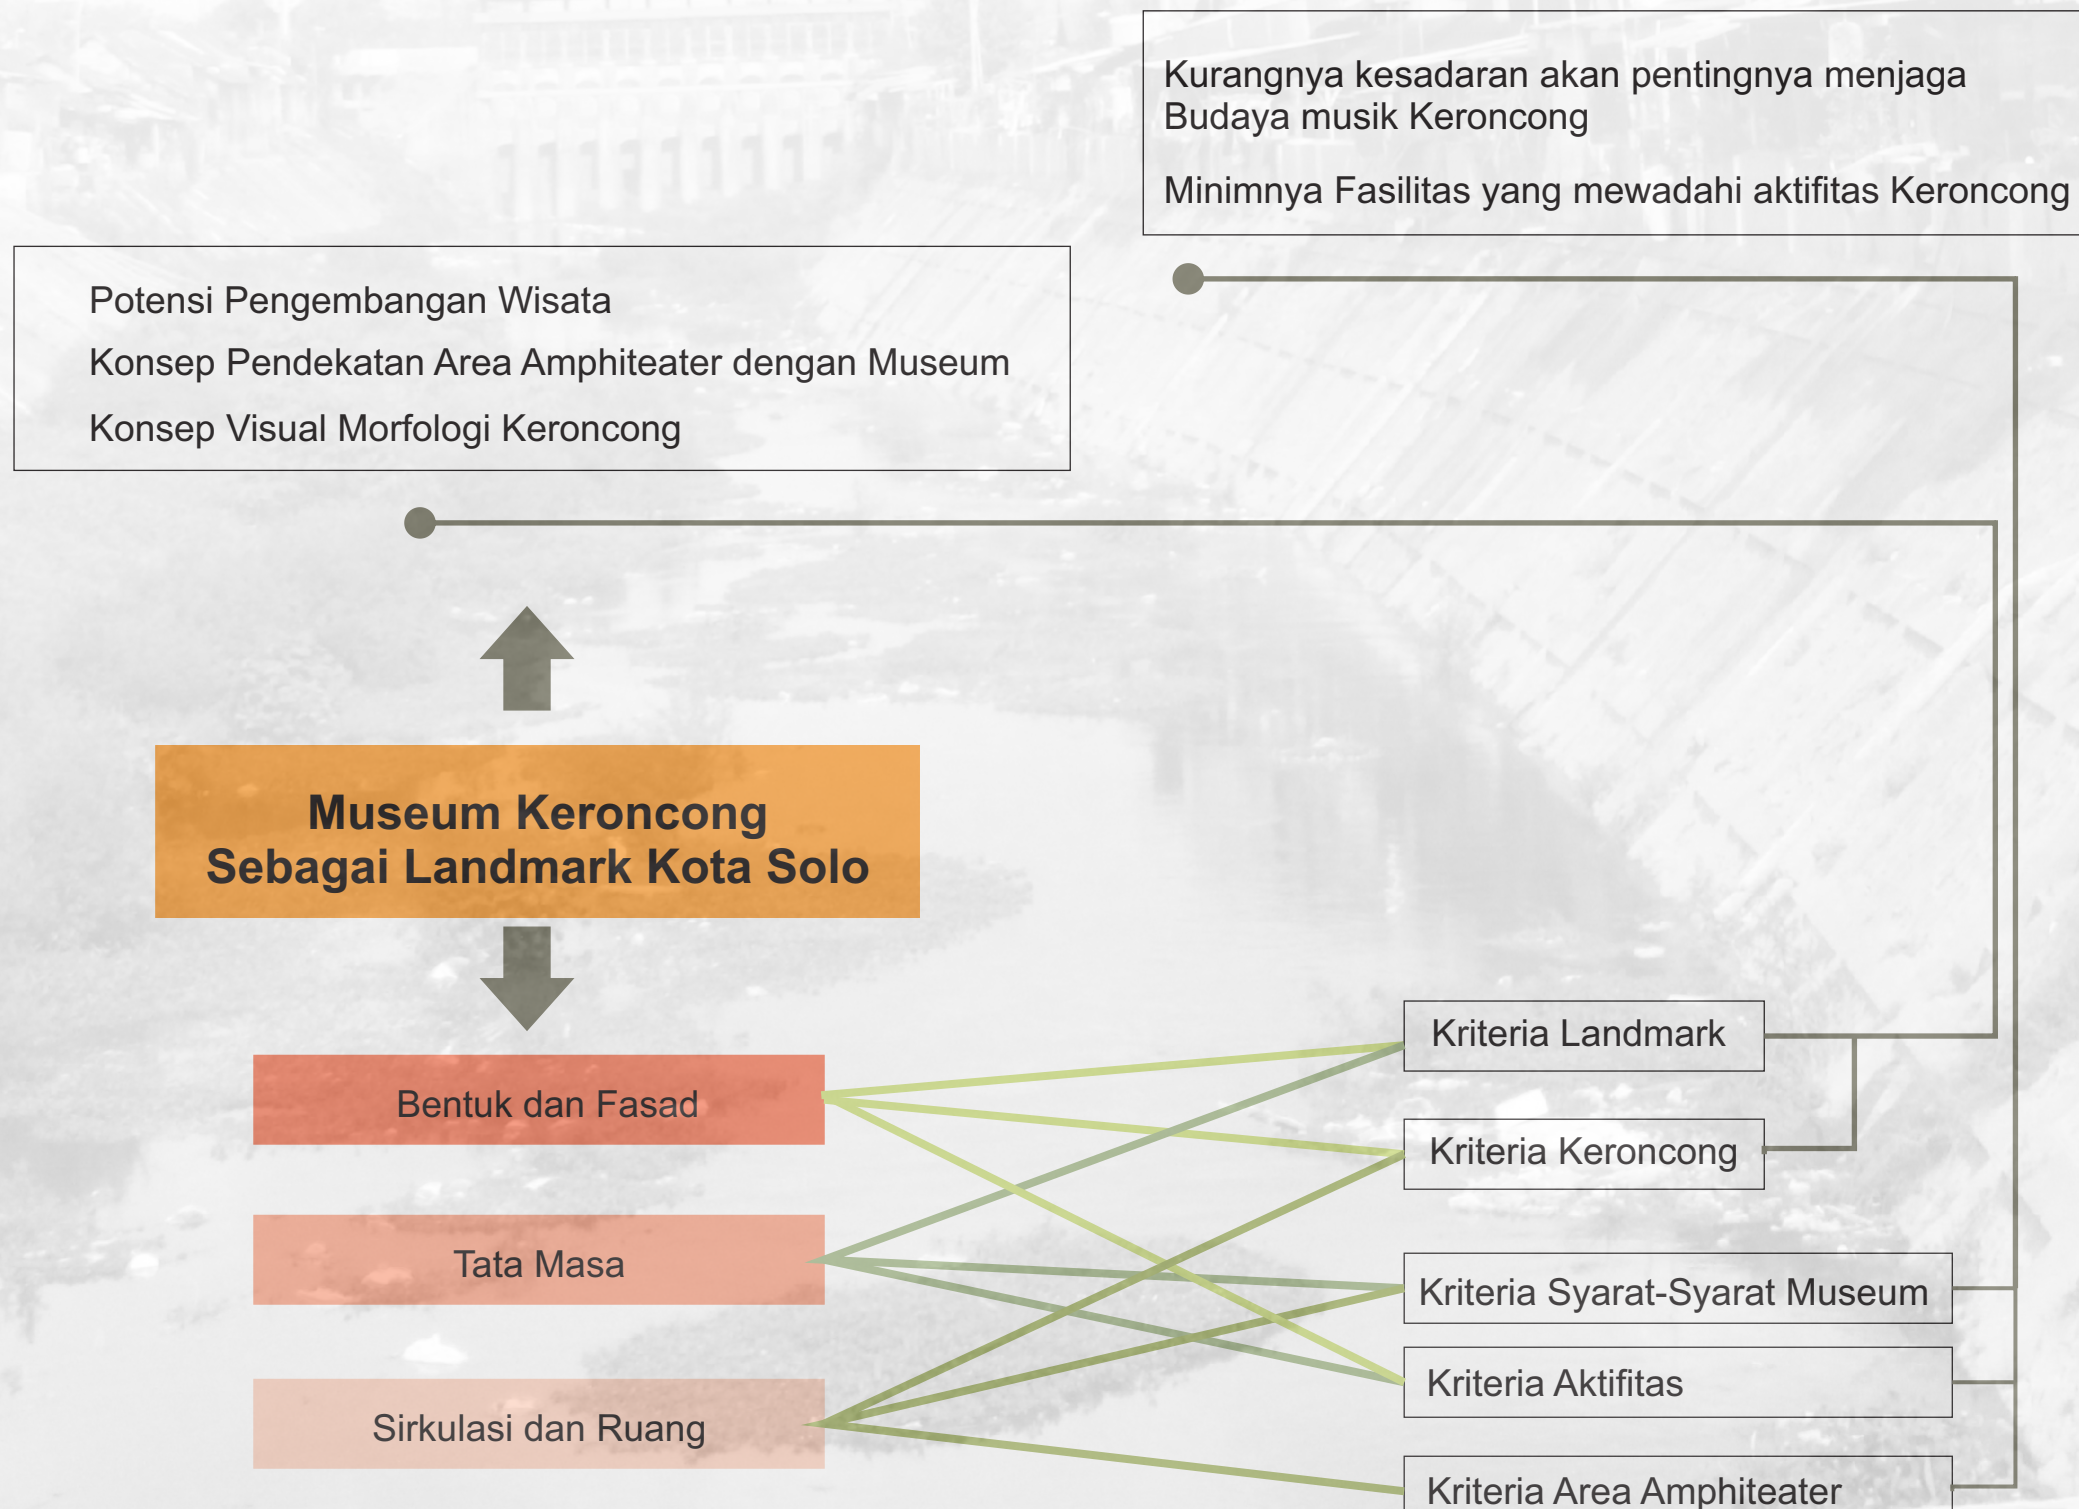 Kurangnya kesadaran akan pentingnya menjaga
Budaya musik Keroncong
Minimnya Fasilitas yang mewadahi aktifitas Keroncong
Potensi Pengembangan Wisata
Konsep Pendekatan Area Amphiteater dengan Museum
Konsep Visual Morfologi Keroncong
Museum Keroncong
Sebagai Landmark Kota Solo
Bentuk dan Fasad
Tata Masa
Sirkulasi dan Ruang
Kriteria Landmark
Kriteria Keroncong
Kriteria Syarat-Syarat Museum
Kriteria Aktifitas
Kriteria Area Amphiteater